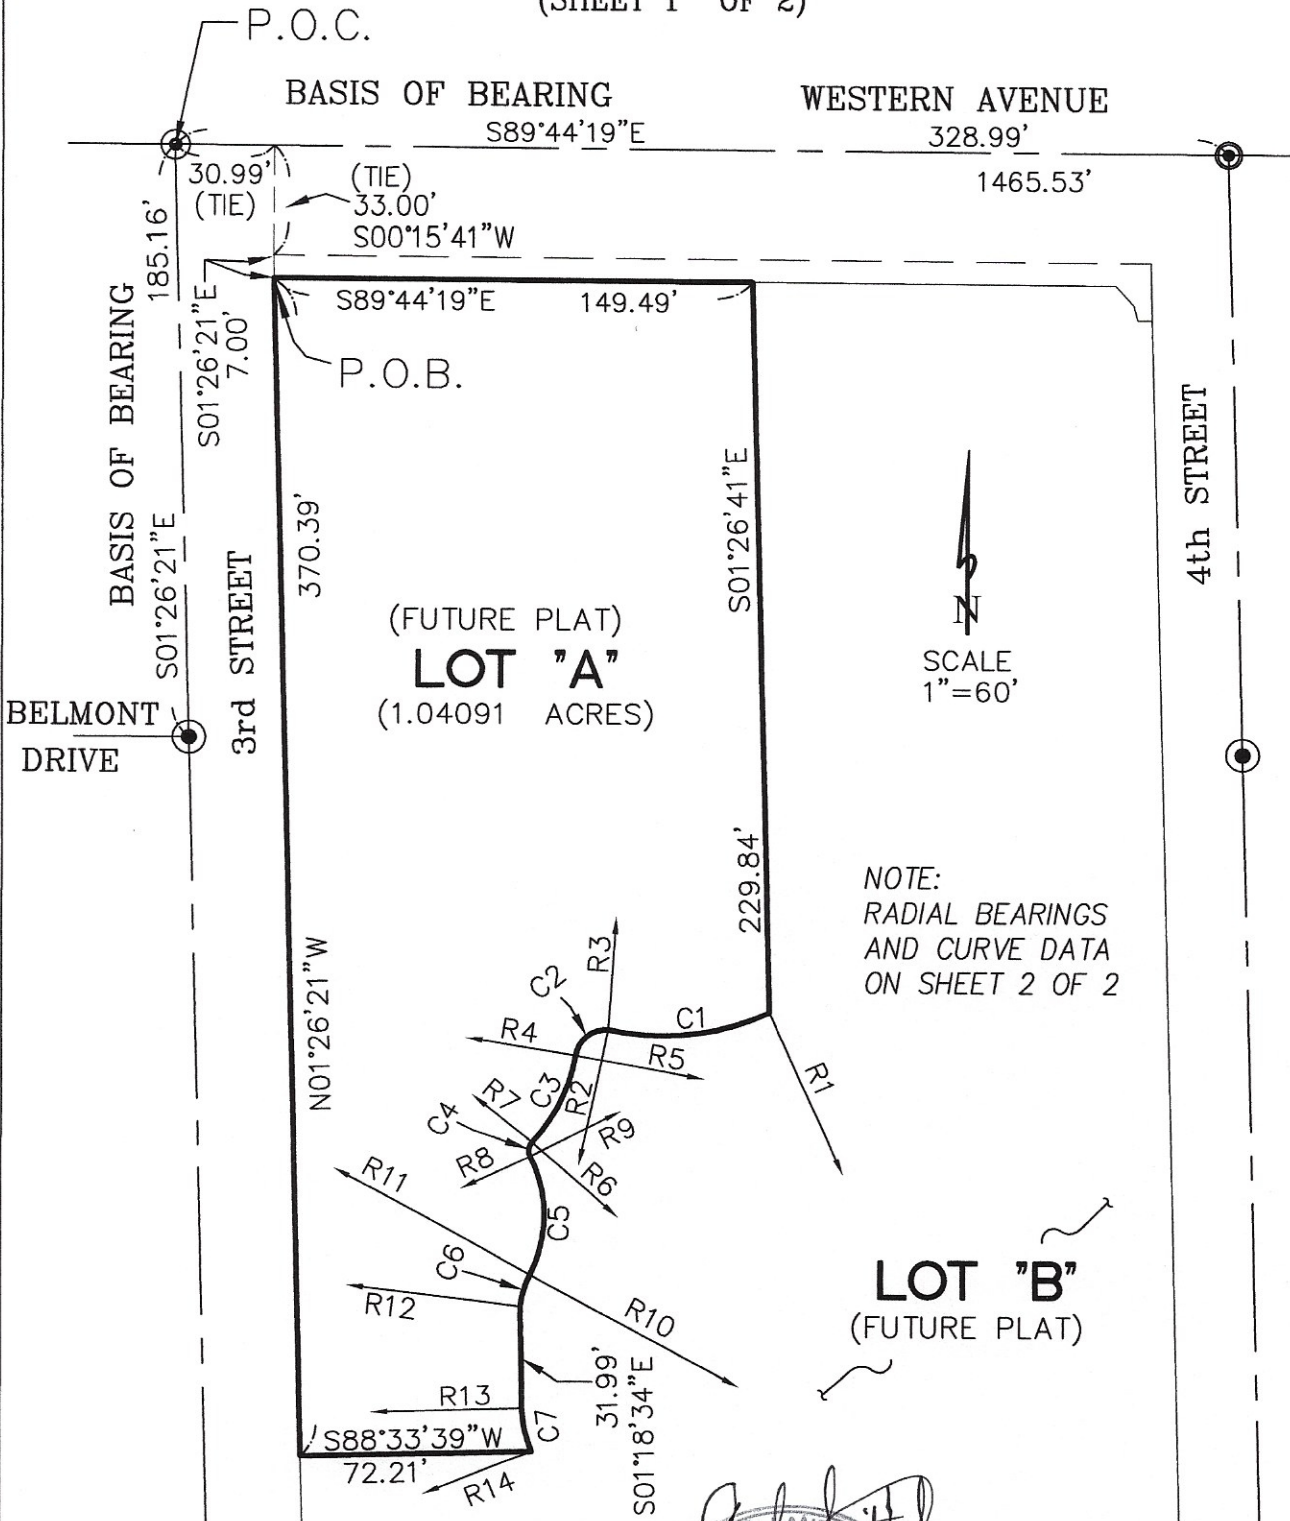 (SHEET 1 OF 2)
P.O.C.
BASIS OF BEARING
WESTERN AVENUE
S89°44'19"E
328.99'
1465.53'
30.99'
(TIE)
(TIE)
33.00'
S00°15'41"W
185.16'
S01°26'21"E
7.00'
S89°44'19"E
149.49'
P.O.B.
BASIS OF BEARING
S01°26'21"E
3rd STREET
370.39'
S01°26'41"E
229.84'
4th STREET
N
SCALE
1"=60'
(FUTURE PLAT)
LOT "A"
(1.04091 ACRES)
BELMONT
DRIVE
NOTE:
RADIAL BEARINGS
AND CURVE DATA
ON SHEET 2 OF 2
N01°26'21"W
R3
C2
C1
R4
R5
R1
C3
R2
R7
C4
R9
R8
R6
R11
C5
C6
R12
R10
LOT "B"
(FUTURE PLAT)
31.99'
S01°18'34"E
R13
C7
S88°33'39"W
72.21'
R14